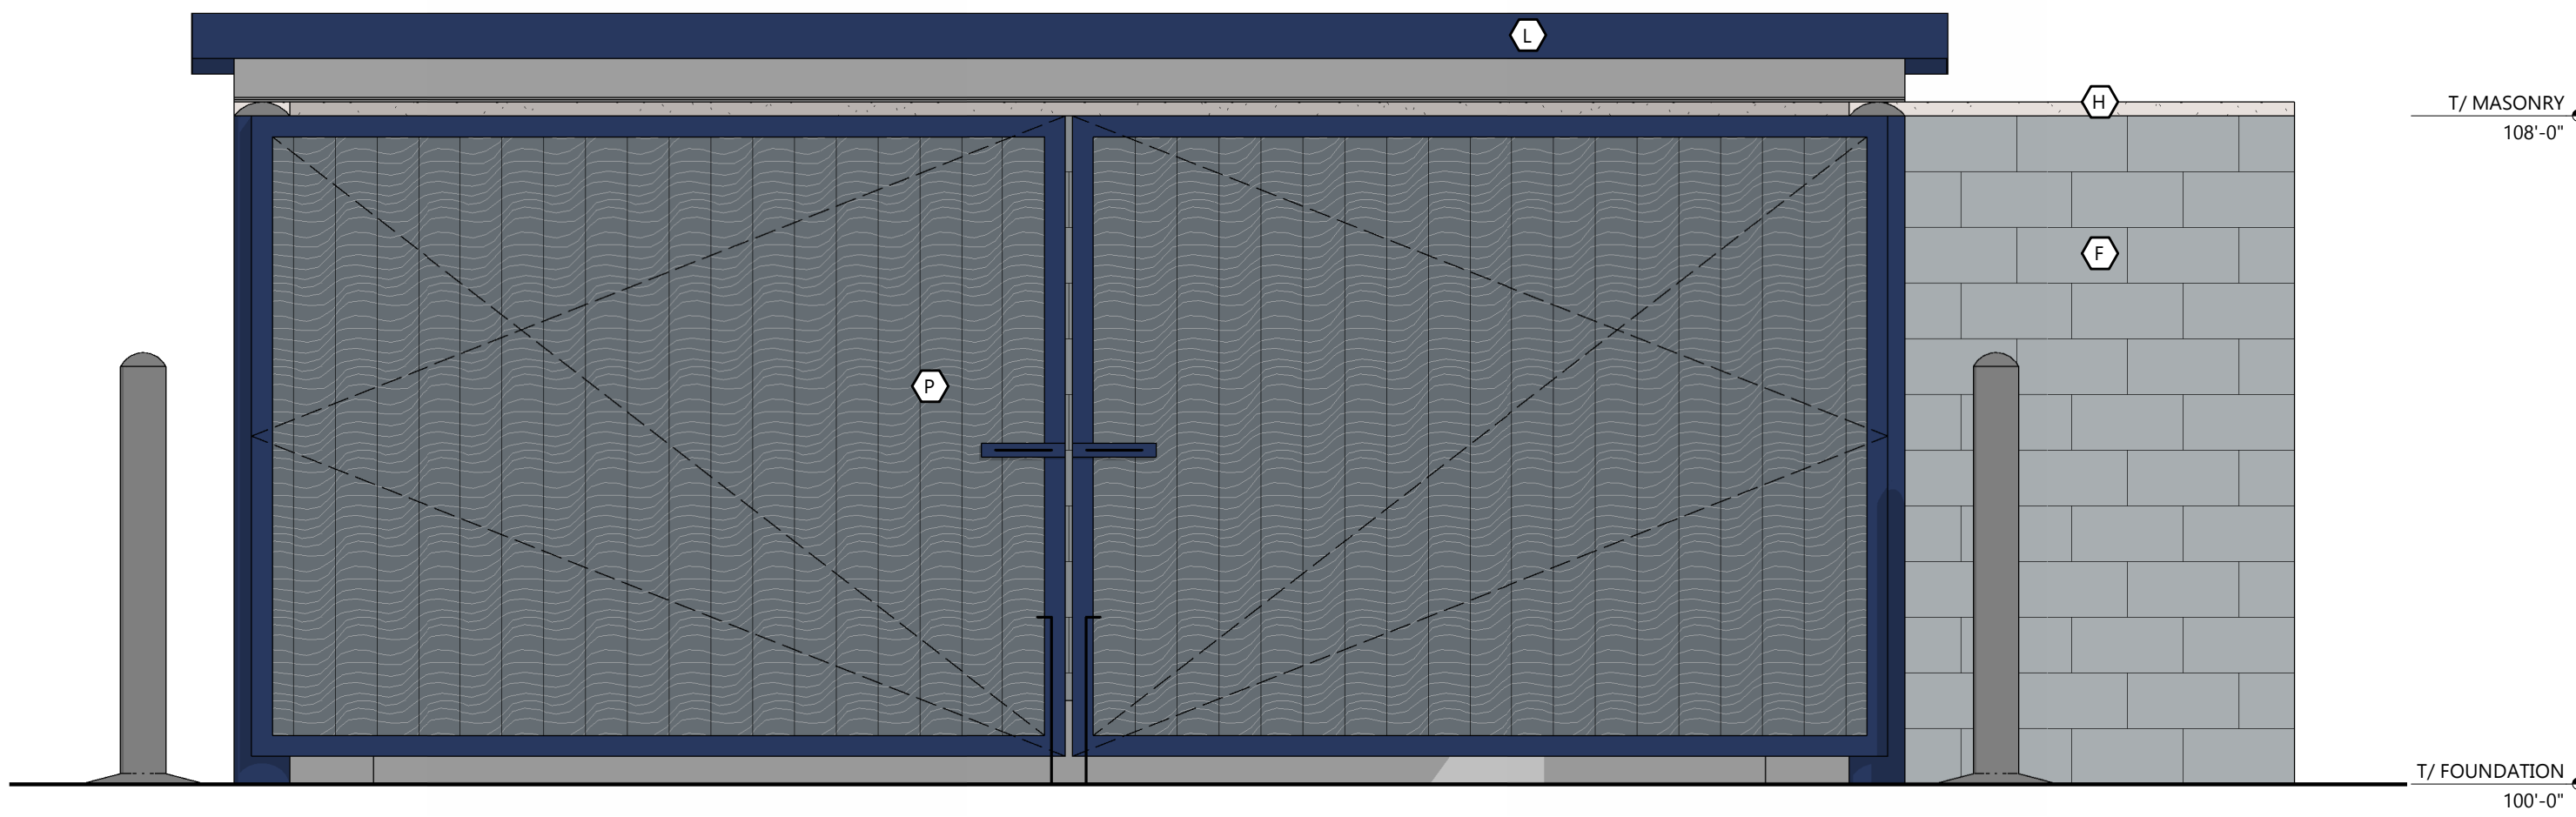 L
H
T/ MASONRY
108'-0"
F
P
T/ FOUNDATION
100'-0"